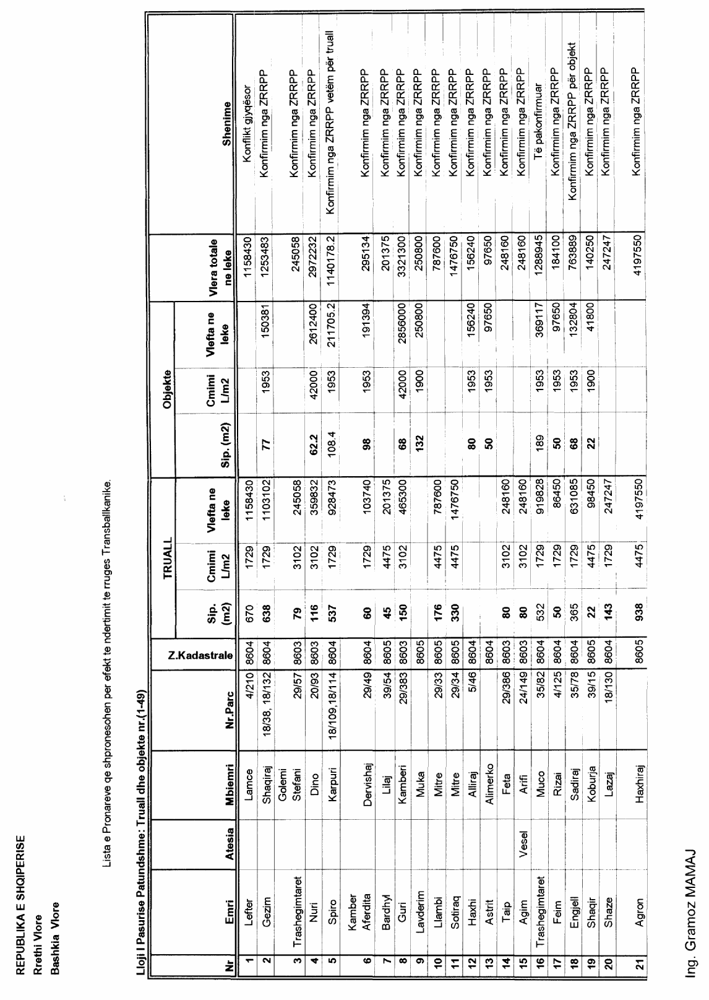 REPUBLIKA E SHQIPERISE
Rrethi Vlore
Bashkia Vlore
Lista e Pronareve qe shpronesohen per efekt te ndertimit te rruges Transballkanike.
Lloji I Pasurise Patundshme: Truall dhe objekte nr.(1-49)
TRUALL Objekte
Nr Emri Atesia Mbiemri Nr.Parc Z.Kadastrale Sip. (m2) Cmimi L/m2 Vlefta ne leke Sip. (m2) Cmimi L/m2 Vlefta ne leke Vlera totale ne leke Shenime
1 Lefter Lamce 4/210 8604 670 1729 1158430 1158430 Konflikt gjyqësor
2 Gezim Shaqiraj 18/38, 18/132 8604 638 1729 1103102 77 1953 150381 1253483 Konfirmim nga ZRRPP
Golemi
3 Trashegimtaret Stefani 29/57 8603 79 3102 245058 245058 Konfirmim nga ZRRPP
4 Nuri Dino 20/93 8603 116 3102 359832 62.2 42000 2612400 2972232 Konfirmim nga ZRRPP
5 Spiro Karpuri 18/109,18/114 8604 537 1729 928473 108.4 1953 211705.2 1140178.2 Konfirmim nga ZRRPP vetëm për truall
Kamber
6 Aferdita Dervishaj 29/49 8604 60 1729 103740 98 1953 191394 295134 Konfirmim nga ZRRPP
7 Bardhyl Lilaj 39/54 8605 45 4475 201375 201375 Konfirmim nga ZRRPP
8 Guri Kamberi 29/383 8603 150 3102 465300 68 42000 2856000 3321300 Konfirmim nga ZRRPP
9 Lavderim Muka 8605 132 1900 250800 250800 Konfirmim nga ZRRPP
10 Llambi Mitre 29/33 8605 176 4475 787600 787600 Konfirmim nga ZRRPP
11 Sotiraq Mitre 29/34 8605 330 4475 1476750 1476750 Konfirmim nga ZRRPP
12 Haxhi Alliraj 5/46 8604 80 1953 156240 156240 Konfirmim nga ZRRPP
13 Astrit Alimerko 8604 50 1953 97650 97650 Konfirmim nga ZRRPP
14 Taip Feta 29/386 8603 80 3102 248160 248160 Konfirmim nga ZRRPP
15 Agim Vesel Arifi 24/149 8603 80 3102 248160 248160 Konfirmim nga ZRRPP
16 Trashegimtaret Muco 35/82 8604 532 1729 919828 189 1953 369117 1288945 Të pakonfirmuar
17 Feim Rizai 4/125 8604 50 1729 86450 50 1953 97650 184100 Konfirmim nga ZRRPP
18 Engjell Sadiraj 35/78 8604 365 1729 631085 68 1953 132804 763889 Konfirmim nga ZRRPP për objekt
19 Shaqir Koburja 39/15 8605 22 4475 98450 22 1900 41800 140250 Konfirmim nga ZRRPP
20 Shaze Lazaj 18/130 8604 143 1729 247247 247247 Konfirmim nga ZRRPP
21 Agron Haxhiraj 8605 938 4475 4197550 4197550 Konfirmim nga ZRRPP
Ing. Gramoz MAMAJ